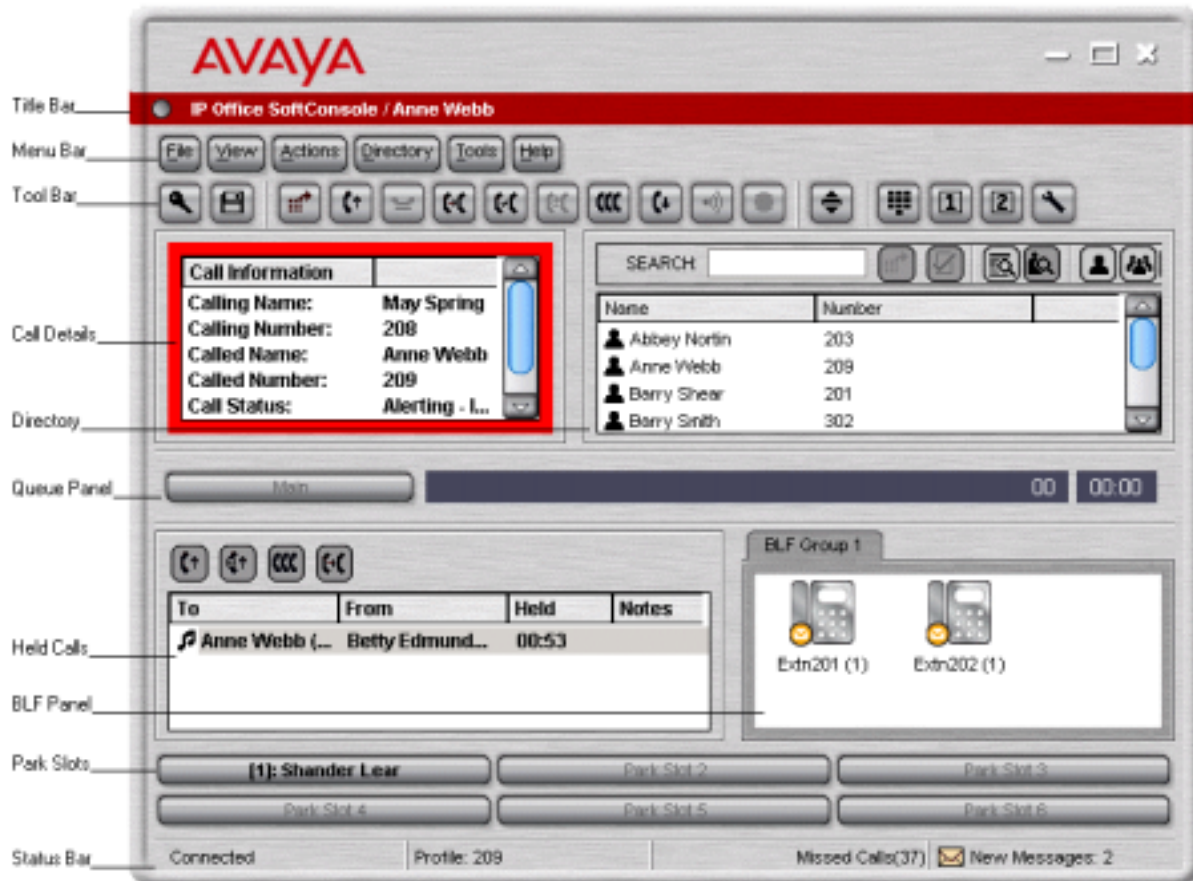 AVAYA
Title Bar
IP Office SoftConsole / Anne Webb
Menu Bar
File View Actions Directory Tools Help
Tool Bar
[1] [2]
Call Information
Calling Name: May Spring
Calling Number: 208
Called Name: Anne Webb
Called Number: 209
Call Status: Alerting - I...
Call Details
SEARCH:
Name Number
Abbey Nortin 203
Anne Webb 209
Barry Shear 201
Barry Smith 302
Directory
Queue Panel
Main 00 00:00
To From Held Notes
Anne Webb (... Betty Edmund... 00:53
Held Calls
BLF Group 1
Extn201 (1) Extn202 (1)
BLF Panel
Park Slots
[1]: Shander Lear Park Slot 2 Park Slot 3
Park Slot 4 Park Slot 5 Park Slot 6
Status Bar
Connected Profile: 209 Missed Calls(37) New Messages: 2